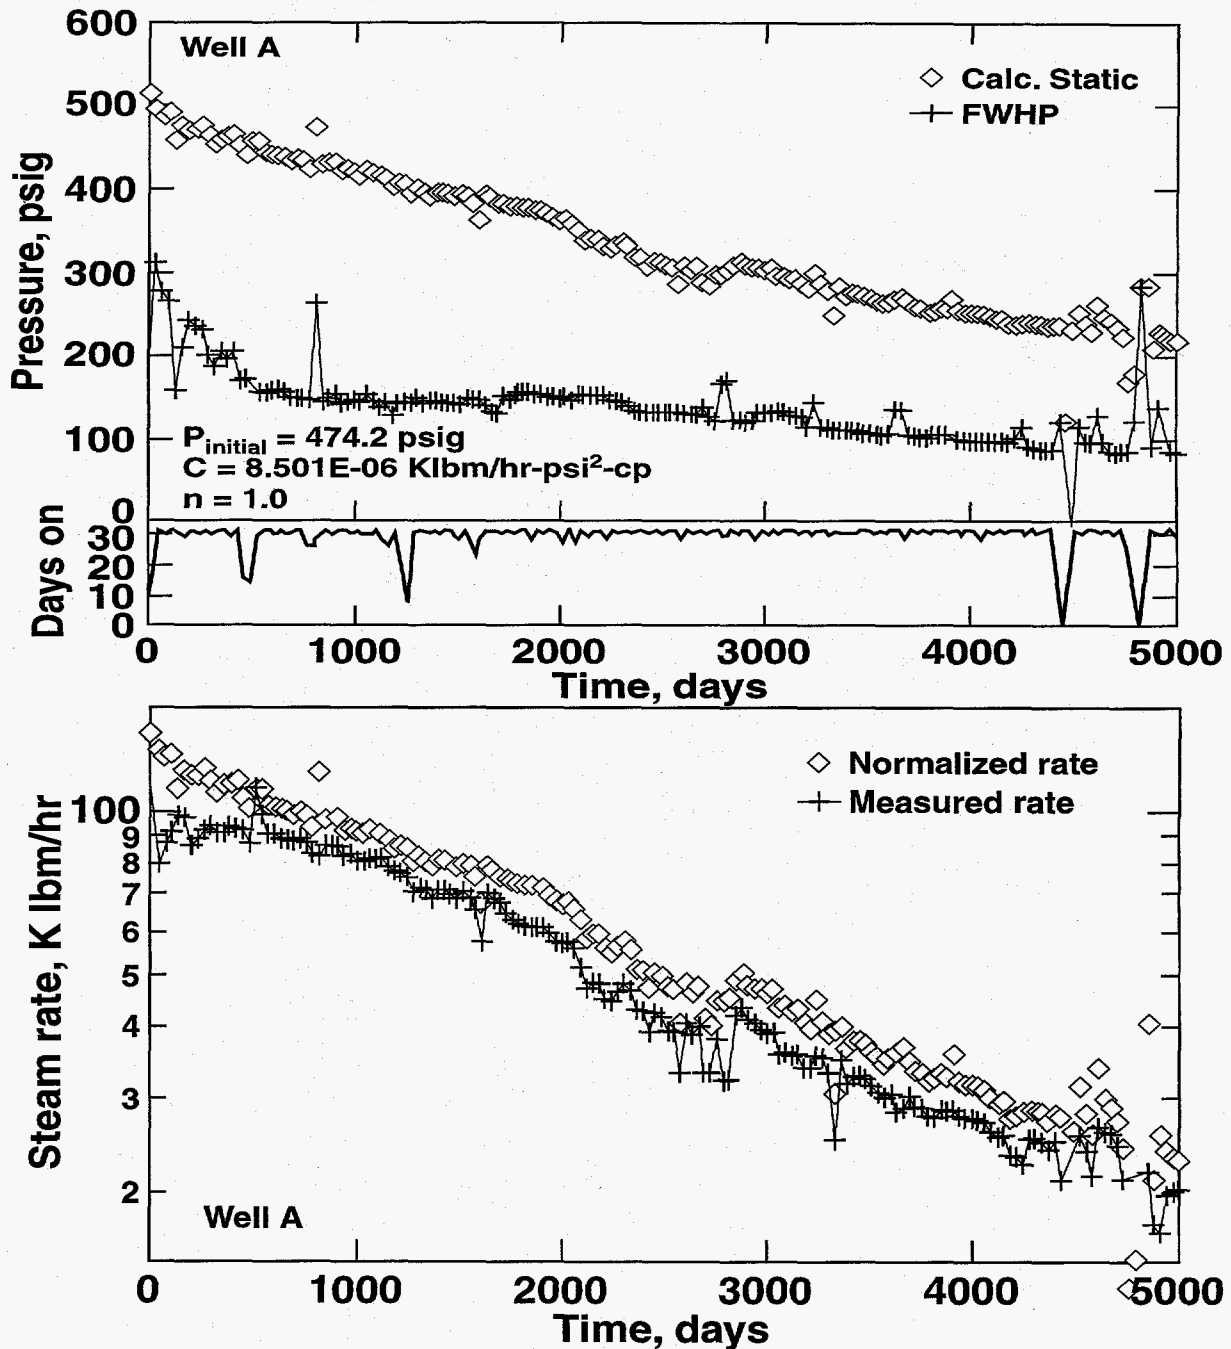 600
Well A
Calc. Static
500
FWHP
400
300
200
100
0
Pressure, psig
P_initial = 474.2 psig
C = 8.501E-06 Klbm/hr-psi²-cp
n = 1.0
30
20
10
0
Days on
0 1000 2000 3000 4000 5000
Time, days
Normalized rate
Measured rate
100
9
8
7
6
5
4
3
2
Steam rate, K lbm/hr
Well A
0 1000 2000 3000 4000 5000
Time, days